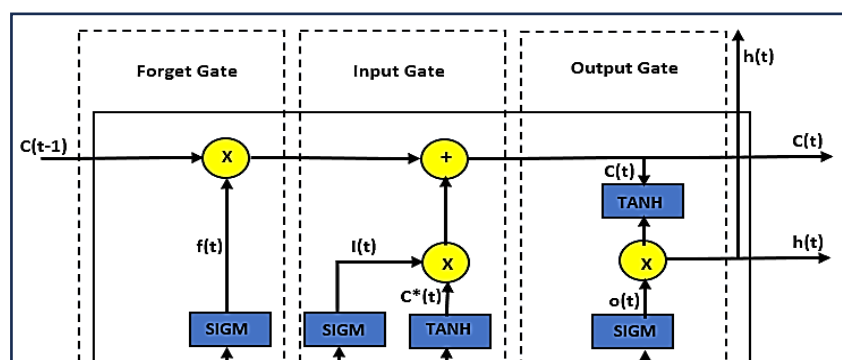 Forget Gate
Input Gate
Output Gate
h(t)
C(t-1)
X
+
C(t)
C(t)
TANH
f(t)
I(t)
X
X
h(t)
C*(t)
o(t)
SIGM
SIGM
TANH
SIGM